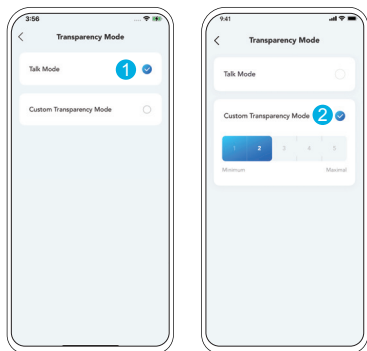 3:56
Transparency Mode
Talk Mode 1
Custom Transparency Mode
9:41
Transparency Mode
Talk Mode
Custom Transparency Mode 2
1 2 3 4 5
Minimum Maximal